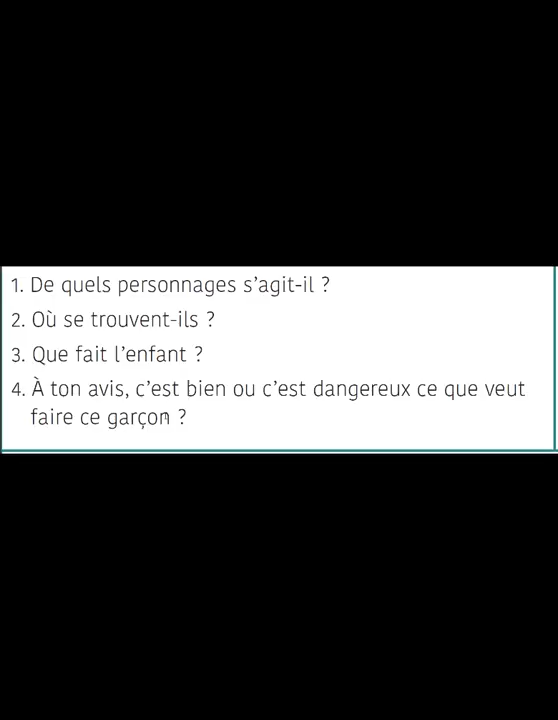 1. De quels personnages s'agit-il ?
2. Où se trouvent-ils ?
3. Que fait l'enfant ?
4. À ton avis, c'est bien ou c'est dangereux ce que veut
faire ce garçon ?